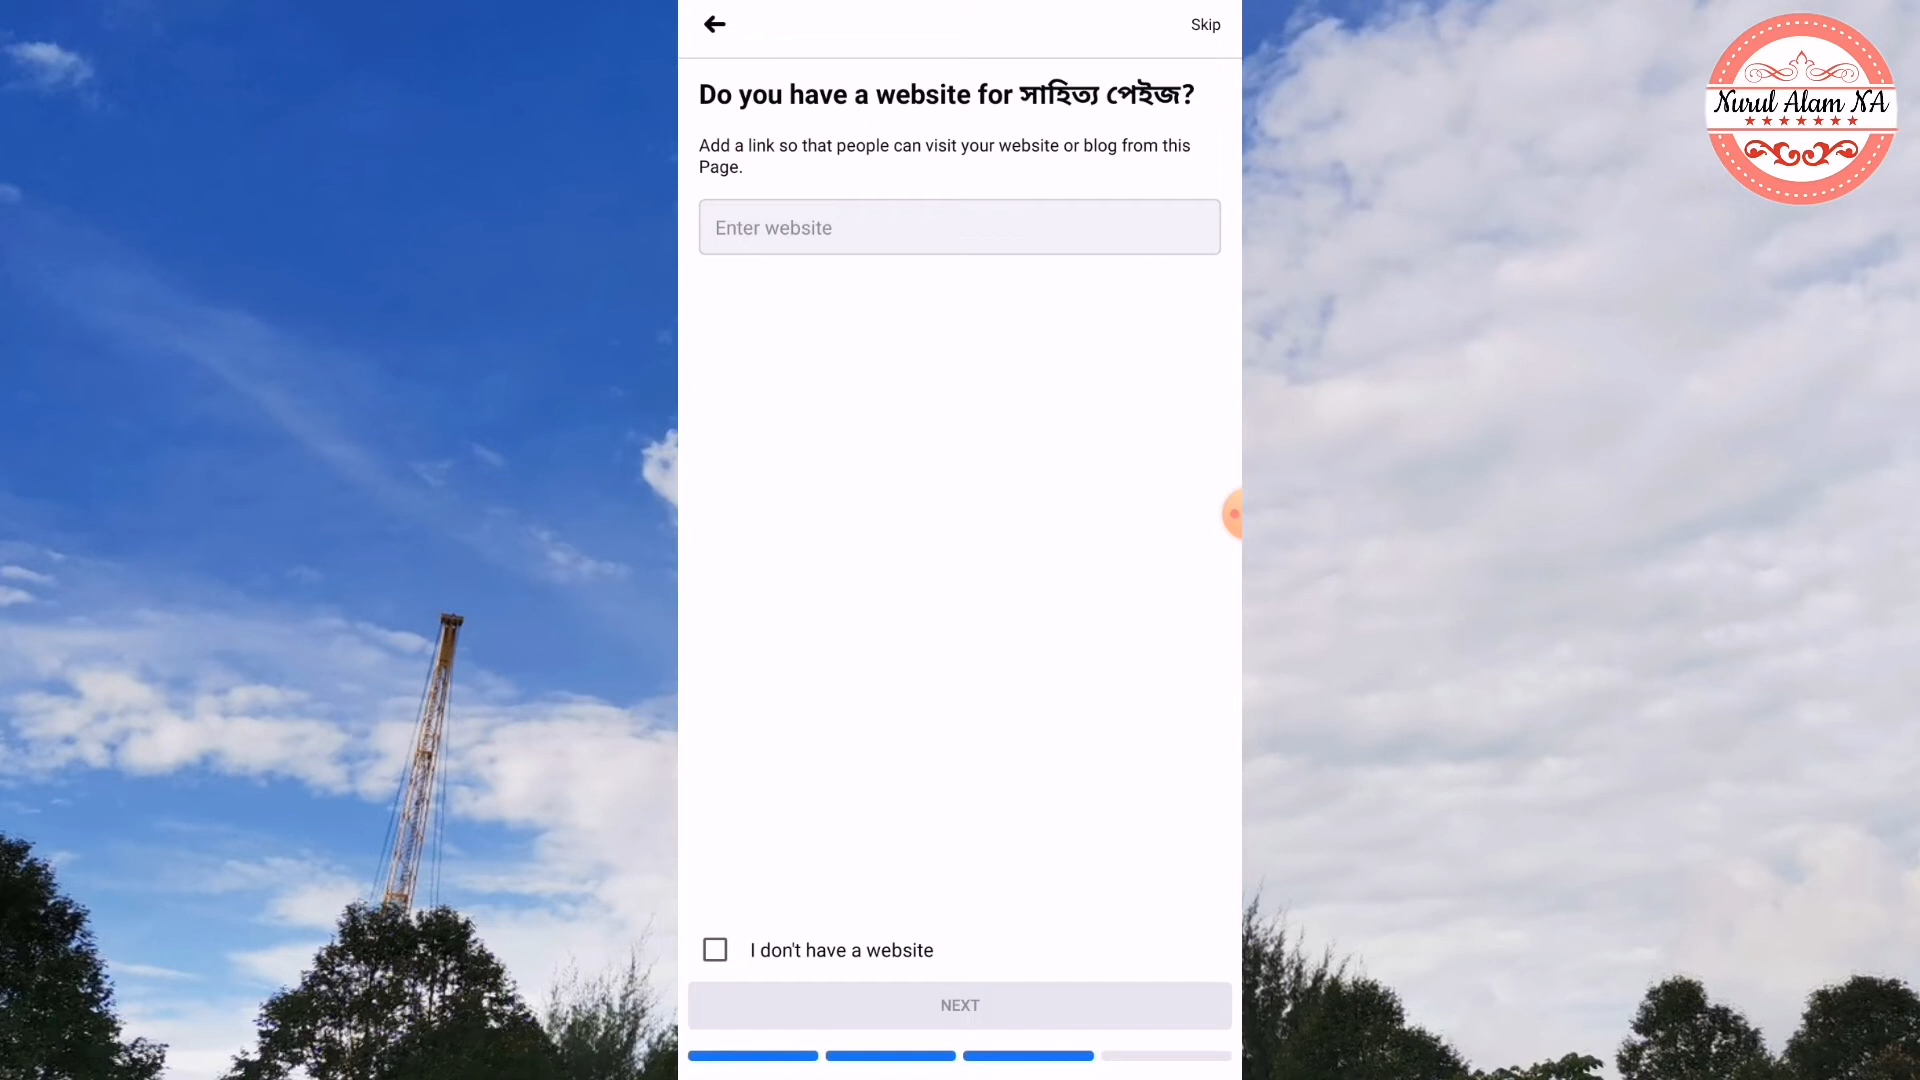 Skip
Do you have a website for সাহিত্য পেইজ?
Add a link so that people can visit your website or blog from this
Page.
Enter website
I don't have a website
NEXT
Nurul Alam NA